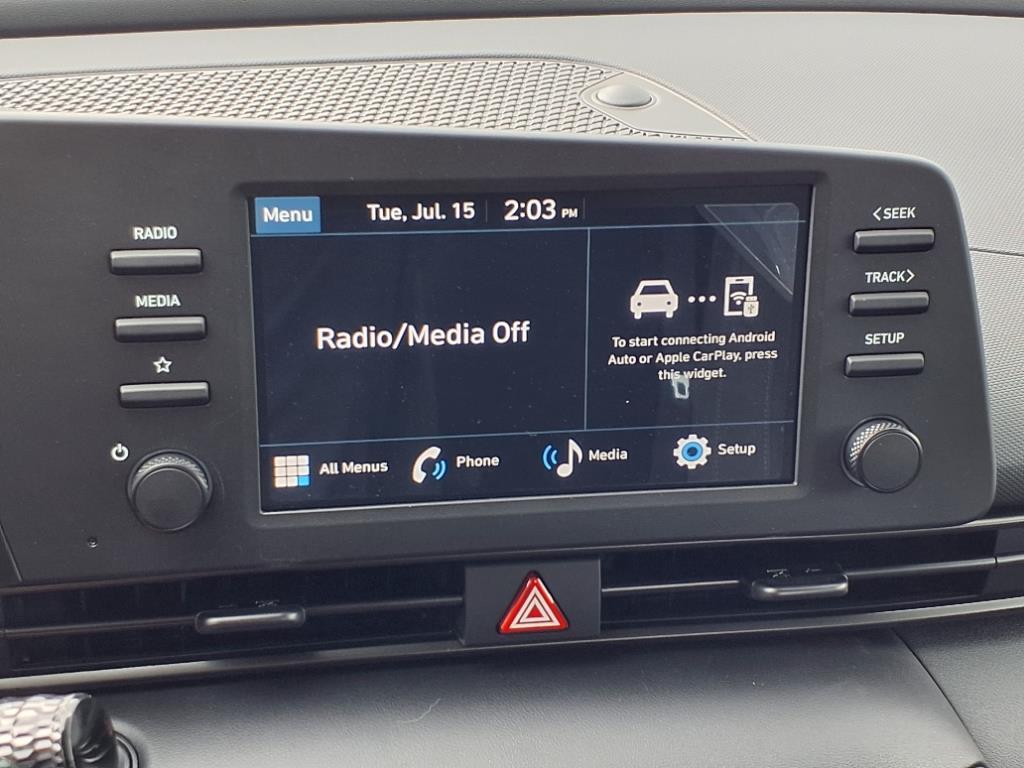 Menu
Tue, Jul. 15
2:03 PM
RADIO
MEDIA
Radio/Media Off
To start connecting Android
Auto or Apple CarPlay, press
this widget.
All Menus
Phone
Media
Setup
<SEEK
TRACK>
SETUP